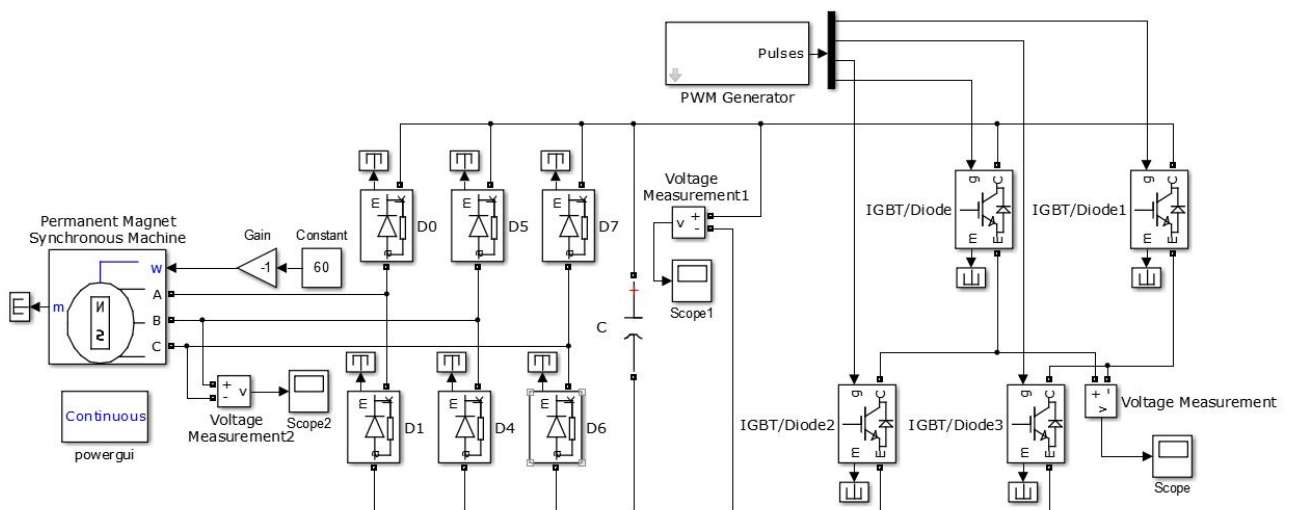 Pulses
PWM Generator
Voltage
Measurement1
+
v
-
Scope1
g
C
IGBT/Diode
m
E
g
C
IGBT/Diode1
m
E
m
k
D0
a
m
k
D5
a
m
k
D7
a
Permanent Magnet
Synchronous Machine
Gain
Constant
-1
60
w
A
B
C
m
N
S
C
+
Continuous
powergui
+
v
-
Voltage
Measurement2
Scope2
m
k
D1
a
m
k
D4
a
m
k
D6
a
g
C
IGBT/Diode2
m
E
g
C
IGBT/Diode3
m
E
+
-
v
Voltage Measurement
Scope